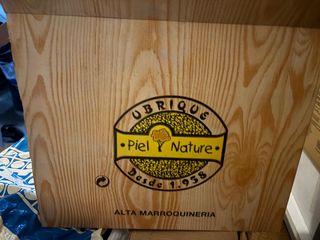 UBRIQUE
Piel Nature
Desde 1.958
ALTA MARROQUINERIA